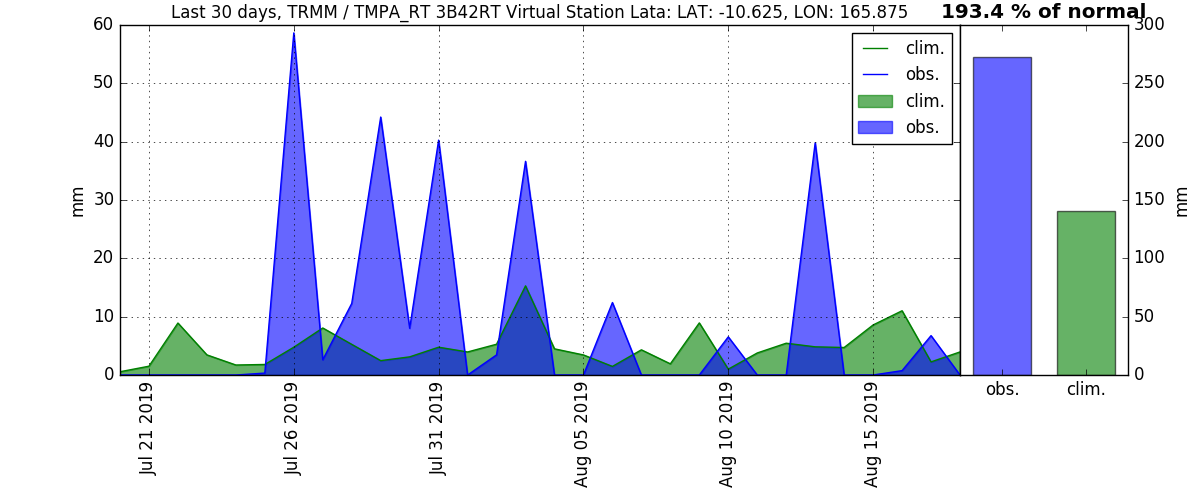 Last 30 days, TRMM / TMPA_RT 3B42RT Virtual Station Lata: LAT: -10.625, LON: 165.875
193.4 % of normal
60
50
40
30
20
10
0
mm
clim.
obs.
clim.
obs.
Jul 21 2019
Jul 26 2019
Jul 31 2019
Aug 05 2019
Aug 10 2019
Aug 15 2019
300
250
200
150
100
50
0
mm
obs.
clim.